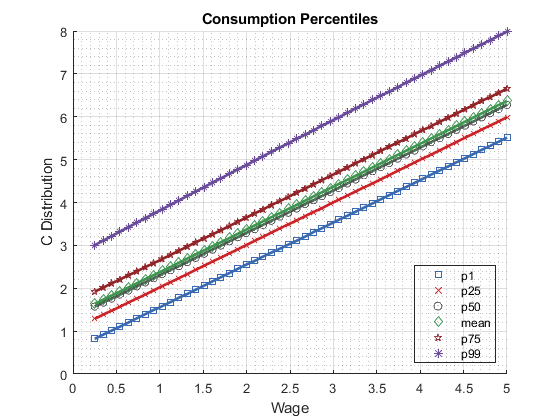 Consumption Percentiles
C Distribution
8
7
6
5
4
3
2
1
0
p1
p25
p50
mean
p75
p99
0 0.5 1 1.5 2 2.5 3 3.5 4 4.5 5
Wage